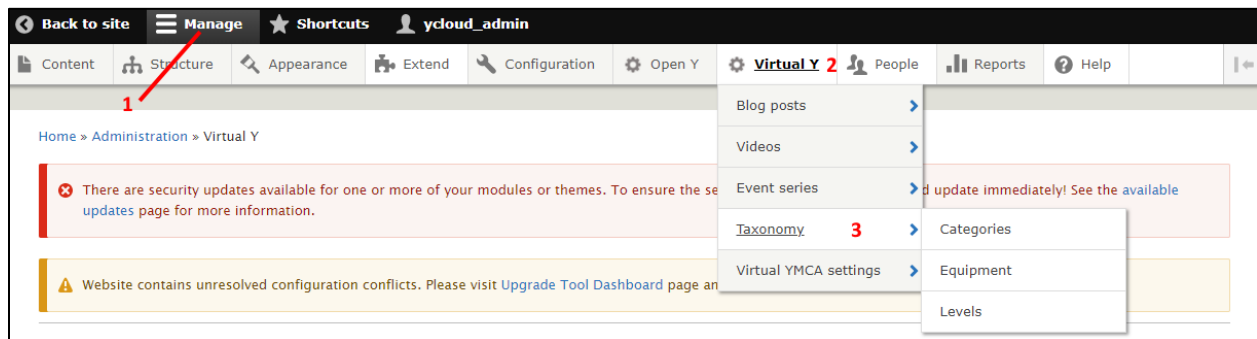 Back to site Manage Shortcuts ycloud_admin
Content Structure Appearance Extend Configuration Open Y Virtual Y 2 People Reports Help
1
Blog posts
Home » Administration » Virtual Y
Videos
There are security updates available for one or more of your modules or themes. To ensure the se
Event series
d update immediately! See the available
updates page for more information.
Taxonomy 3
Categories
Virtual YMCA settings
Equipment
Website contains unresolved configuration conflicts. Please visit Upgrade Tool Dashboard page an
Levels